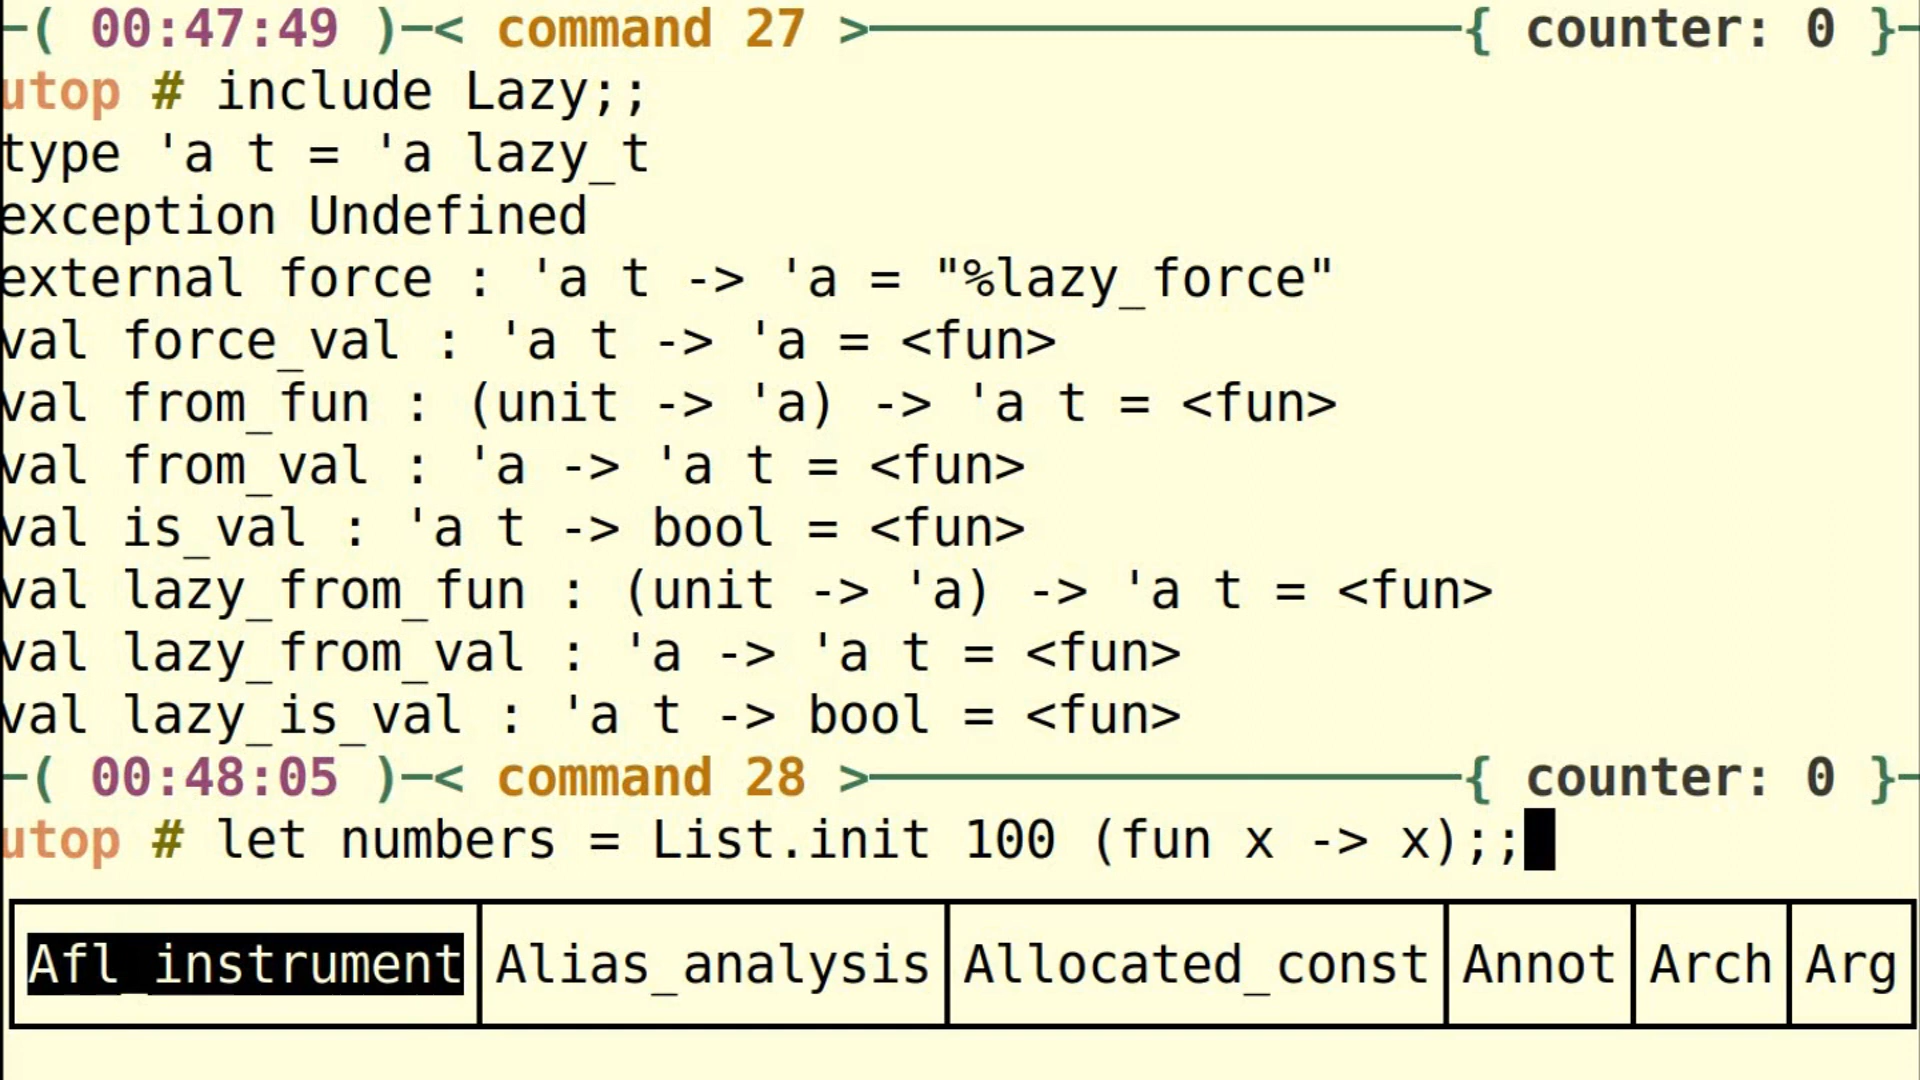 ( 00:47:49 )─< command 27 >─{ counter: 0 }─
utop # include Lazy;;
type 'a t = 'a lazy_t
exception Undefined
external force : 'a t -> 'a = "%lazy_force"
val force_val : 'a t -> 'a = <fun>
val from_fun : (unit -> 'a) -> 'a t = <fun>
val from_val : 'a -> 'a t = <fun>
val is_val : 'a t -> bool = <fun>
val lazy_from_fun : (unit -> 'a) -> 'a t = <fun>
val lazy_from_val : 'a -> 'a t = <fun>
val lazy_is_val : 'a t -> bool = <fun>
( 00:48:05 )─< command 28 >─{ counter: 0 }─
utop # let numbers = List.init 100 (fun x -> x);;
Afl_instrument Alias_analysis Allocated_const Annot Arch Arg